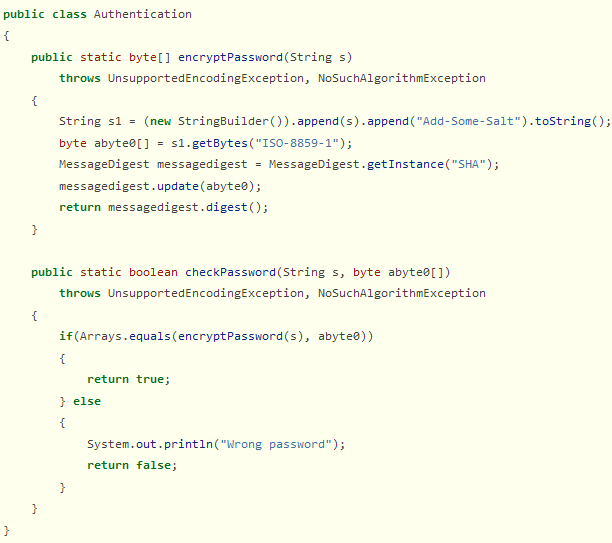 public class Authentication
{
    public static byte[] encryptPassword(String s)
        throws UnsupportedEncodingException, NoSuchAlgorithmException
    {
        String s1 = (new StringBuilder()).append(s).append("Add-Some-Salt").toString();
        byte abyte0[] = s1.getBytes("ISO-8859-1");
        MessageDigest messagedigest = MessageDigest.getInstance("SHA");
        messagedigest.update(abyte0);
        return messagedigest.digest();
    }

    public static boolean checkPassword(String s, byte abyte0[])
        throws UnsupportedEncodingException, NoSuchAlgorithmException
    {
        if(Arrays.equals(encryptPassword(s), abyte0))
        {
            return true;
        } else
        {
            System.out.println("Wrong password");
            return false;
        }
    }
}